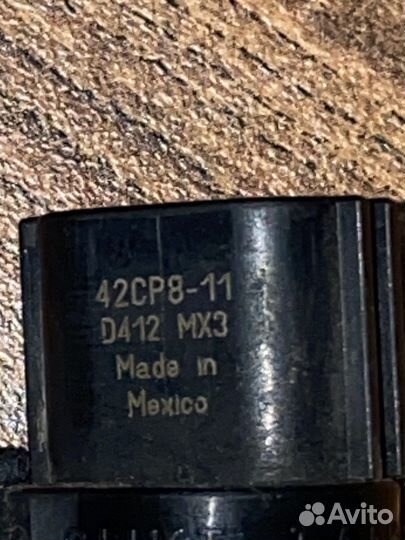 42CP8-11
D412 MX3
Made in
Mexico
Avito